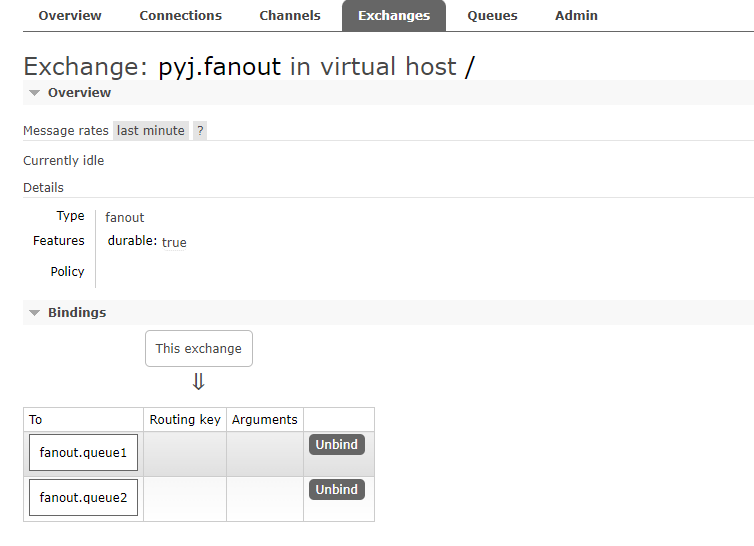 Overview Connections Channels Exchanges Queues Admin
Exchange: pyj.fanout in virtual host /
Overview
Message rates last minute ?
Currently idle
Details
Type fanout
Features durable: true
Policy
Bindings
This exchange
⇓
To Routing key Arguments
fanout.queue1 Unbind
fanout.queue2 Unbind